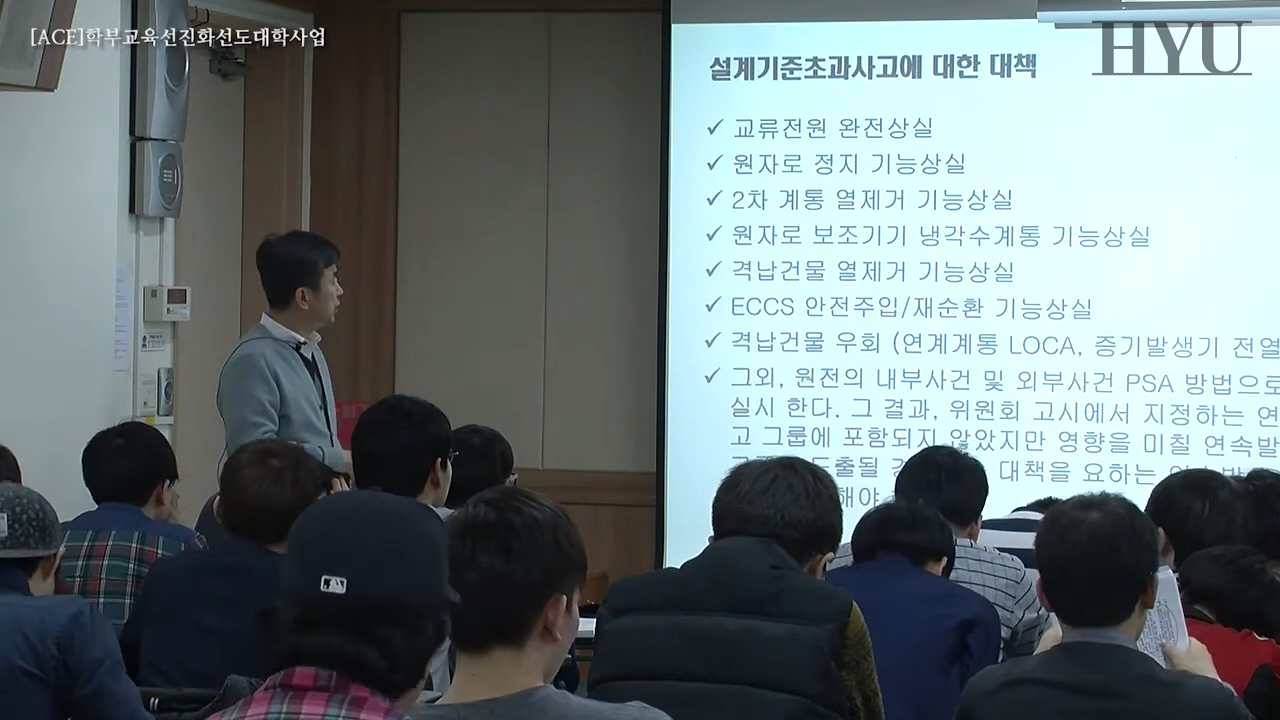 [ACE]학부교육선진화선도대학사업
HYU
설계기준초과사고에 대한 대책
✓ 교류전원 완전상실
✓ 원자로 정지 기능상실
✓ 2차 계통 열제거 기능상실
✓ 원자로 보조기기 냉각수계통 기능상실
✓ 격납건물 열제거 기능상실
✓ ECCS 안전주입/재순환 기능상실
✓ 격납건물 우회 (연계계통 LOCA, 증기발생기 전열
✓ 그외, 원전의 내부사건 및 외부사건 PSA 방법으로
실시 한다. 그 결과, 위원회 고시에서 지정하는 연
고 그룹에 포함되지 않았지만 영향을 미칠 연속발
도출될 대책을 요하는
해야